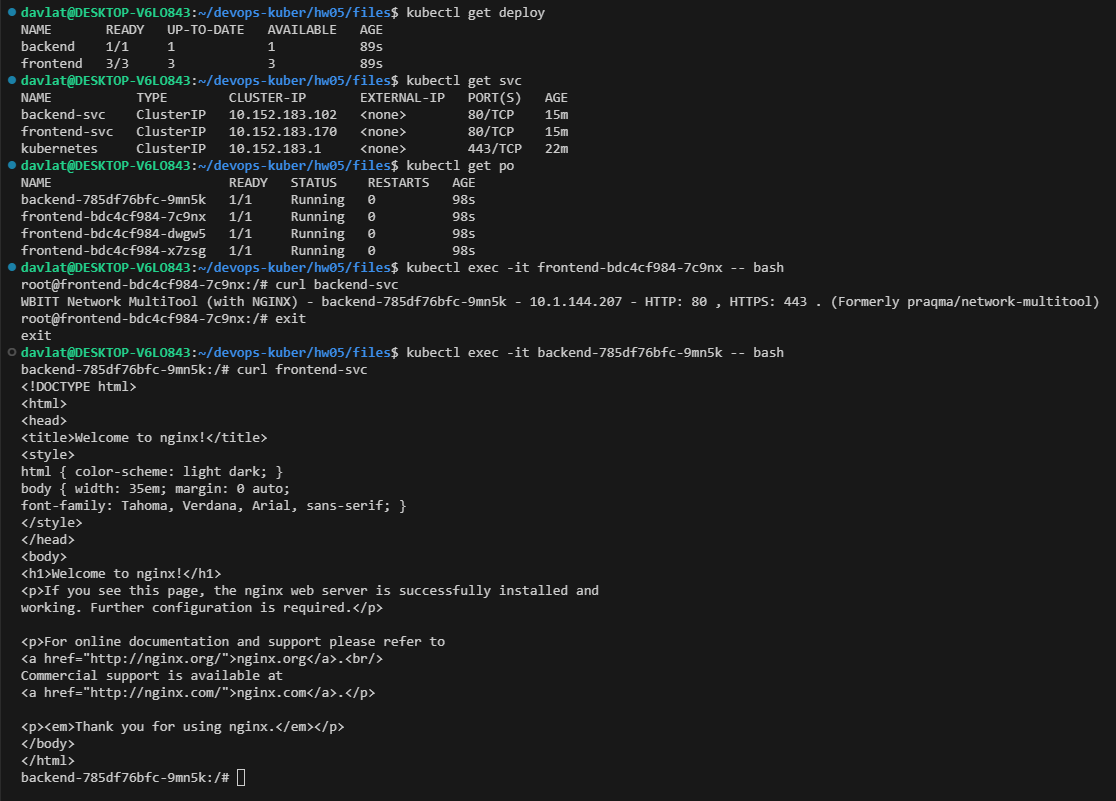 davlat@DESKTOP-V6LO843:~/devops-kuber/hw05/files$ kubectl get deploy
NAME       READY   UP-TO-DATE   AVAILABLE   AGE
backend    1/1     1            1           89s
frontend   3/3     3            3           89s
davlat@DESKTOP-V6LO843:~/devops-kuber/hw05/files$ kubectl get svc
NAME           TYPE        CLUSTER-IP       EXTERNAL-IP   PORT(S)   AGE
backend-svc    ClusterIP   10.152.183.102   <none>        80/TCP    15m
frontend-svc   ClusterIP   10.152.183.170   <none>        80/TCP    15m
kubernetes     ClusterIP   10.152.183.1     <none>        443/TCP   22m
davlat@DESKTOP-V6LO843:~/devops-kuber/hw05/files$ kubectl get po
NAME                       READY   STATUS    RESTARTS   AGE
backend-785df76bfc-9mn5k   1/1     Running   0          98s
frontend-bdc4cf984-7c9nx   1/1     Running   0          98s
frontend-bdc4cf984-dwgw5   1/1     Running   0          98s
frontend-bdc4cf984-x7zsg   1/1     Running   0          98s
davlat@DESKTOP-V6LO843:~/devops-kuber/hw05/files$ kubectl exec -it frontend-bdc4cf984-7c9nx -- bash
root@frontend-bdc4cf984-7c9nx:/# curl backend-svc
WBITT Network MultiTool (with NGINX) - backend-785df76bfc-9mn5k - 10.1.144.207 - HTTP: 80 , HTTPS: 443 . (Formerly praqma/network-multitool)
root@frontend-bdc4cf984-7c9nx:/# exit
exit
davlat@DESKTOP-V6LO843:~/devops-kuber/hw05/files$ kubectl exec -it backend-785df76bfc-9mn5k -- bash
backend-785df76bfc-9mn5k:/# curl frontend-svc
<!DOCTYPE html>
<html>
<head>
<title>Welcome to nginx!</title>
<style>
html { color-scheme: light dark; }
body { width: 35em; margin: 0 auto;
font-family: Tahoma, Verdana, Arial, sans-serif; }
</style>
</head>
<body>
<h1>Welcome to nginx!</h1>
<p>If you see this page, the nginx web server is successfully installed and
working. Further configuration is required.</p>

<p>For online documentation and support please refer to
<a href="http://nginx.org/">nginx.org</a>.<br/>
Commercial support is available at
<a href="http://nginx.com/">nginx.com</a>.</p>

<p><em>Thank you for using nginx.</em></p>
</body>
</html>
backend-785df76bfc-9mn5k:/#